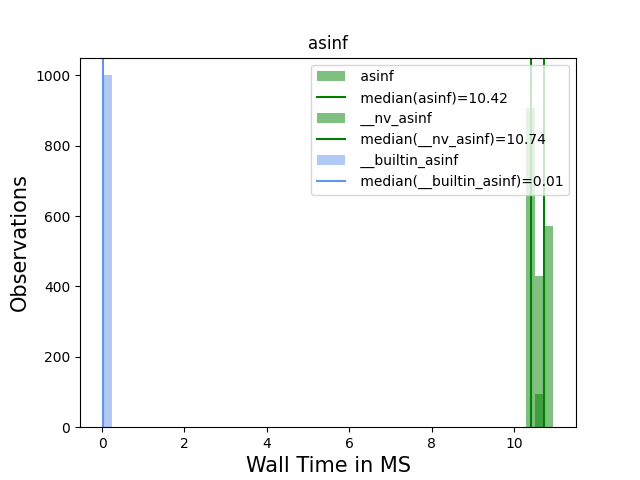 asinf
1000
800
600
400
200
0
Observations
asinf
median(asinf)=10.42
__nv_asinf
median(__nv_asinf)=10.74
__builtin_asinf
median(__builtin_asinf)=0.01
0 2 4 6 8 10
Wall Time in MS